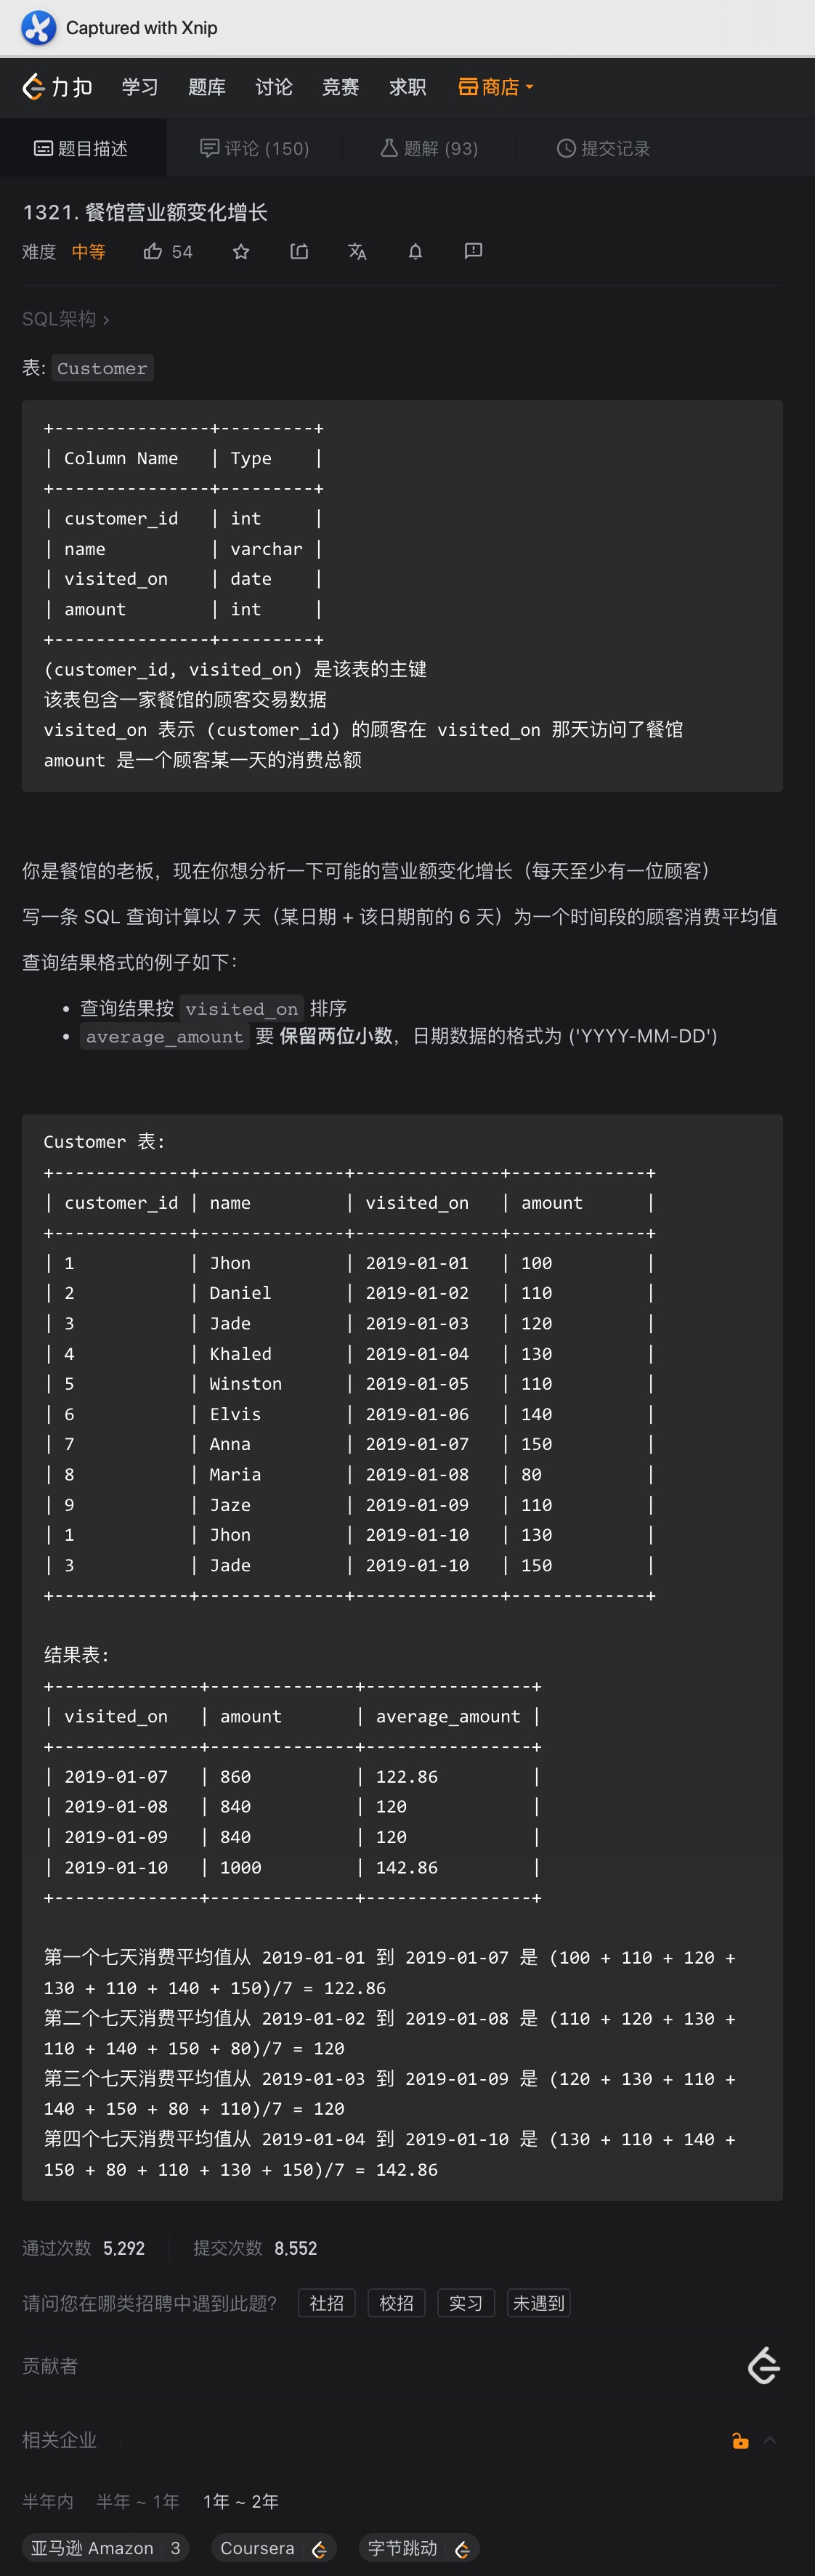 Captured with Xnip
力扣 学习 题库 讨论 竞赛 求职 商店
题目描述 评论 (150) 题解 (93) 提交记录
1321. 餐馆营业额变化增长
难度 中等 54
SQL架构 >
表: Customer
+---------------+---------+
| Column Name   | Type    |
+---------------+---------+
| customer_id   | int     |
| name          | varchar |
| visited_on    | date    |
| amount        | int     |
+---------------+---------+
(customer_id, visited_on) 是该表的主键
该表包含一家餐馆的顾客交易数据
visited_on 表示 (customer_id) 的顾客在 visited_on 那天访问了餐馆
amount 是一个顾客某一天的消费总额
你是餐馆的老板，现在你想分析一下可能的营业额变化增长（每天至少有一位顾客）
写一条 SQL 查询计算以 7 天（某日期 + 该日期前的 6 天）为一个时间段的顾客消费平均值
查询结果格式的例子如下：
• 查询结果按 visited_on 排序
• average_amount 要 保留两位小数，日期数据的格式为 ('YYYY-MM-DD')
Customer 表:
+-------------+--------------+--------------+-------------+
| customer_id | name         | visited_on   | amount      |
+-------------+--------------+--------------+-------------+
| 1           | Jhon         | 2019-01-01   | 100         |
| 2           | Daniel       | 2019-01-02   | 110         |
| 3           | Jade         | 2019-01-03   | 120         |
| 4           | Khaled       | 2019-01-04   | 130         |
| 5           | Winston      | 2019-01-05   | 110         |
| 6           | Elvis        | 2019-01-06   | 140         |
| 7           | Anna         | 2019-01-07   | 150         |
| 8           | Maria        | 2019-01-08   | 80          |
| 9           | Jaze         | 2019-01-09   | 110         |
| 1           | Jhon         | 2019-01-10   | 130         |
| 3           | Jade         | 2019-01-10   | 150         |
+-------------+--------------+--------------+-------------+
结果表:
+--------------+--------------+----------------+
| visited_on   | amount       | average_amount |
+--------------+--------------+----------------+
| 2019-01-07   | 860          | 122.86         |
| 2019-01-08   | 840          | 120            |
| 2019-01-09   | 840          | 120            |
| 2019-01-10   | 1000         | 142.86         |
+--------------+--------------+----------------+
第一个七天消费平均值从 2019-01-01 到 2019-01-07 是 (100 + 110 + 120 +
130 + 110 + 140 + 150)/7 = 122.86
第二个七天消费平均值从 2019-01-02 到 2019-01-08 是 (110 + 120 + 130 +
110 + 140 + 150 + 80)/7 = 120
第三个七天消费平均值从 2019-01-03 到 2019-01-09 是 (120 + 130 + 110 +
140 + 150 + 80 + 110)/7 = 120
第四个七天消费平均值从 2019-01-04 到 2019-01-10 是 (130 + 110 + 140 +
150 + 80 + 110 + 130 + 150)/7 = 142.86
通过次数 5,292 提交次数 8,552
请问您在哪类招聘中遇到此题? 社招 校招 实习 未遇到
贡献者
相关企业
半年内 半年 ~ 1年 1年 ~ 2年
亚马逊 Amazon 3 Coursera 字节跳动